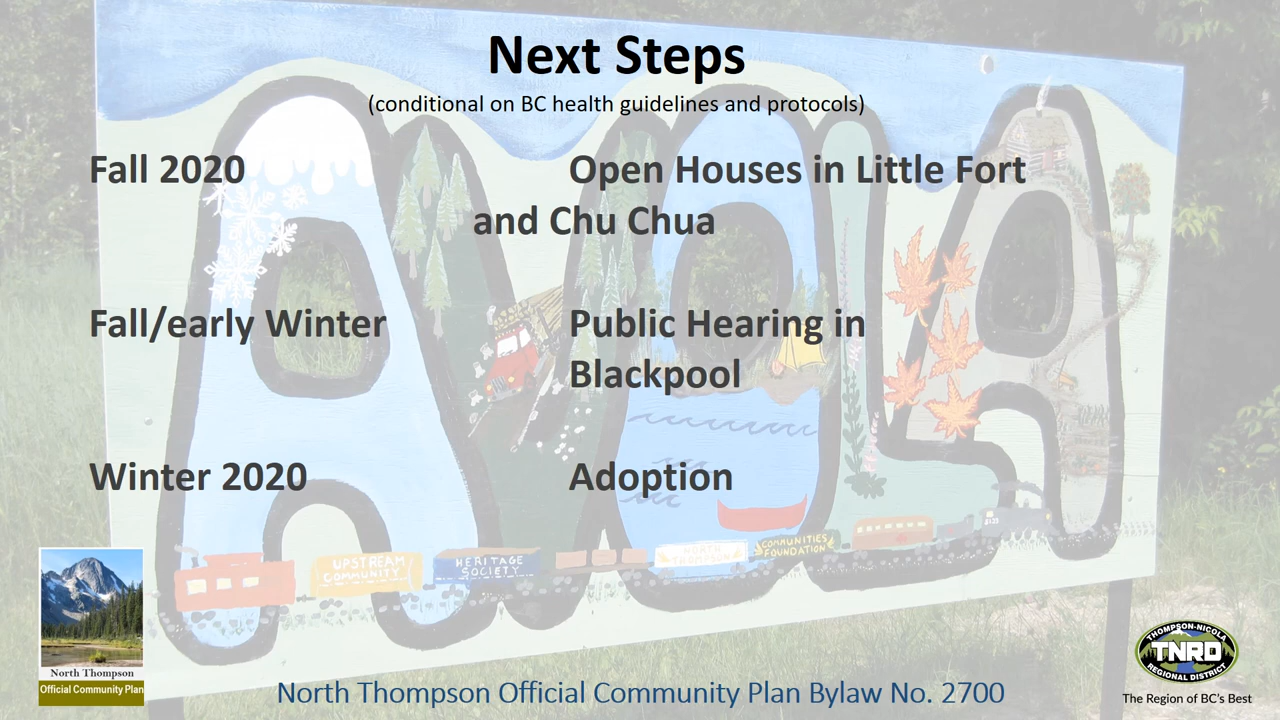 Next Steps
(conditional on BC health guidelines and protocols)
Fall 2020 Open Houses in Little Fort
and Chu Chua
Fall/early Winter Public Hearing in
Blackpool
Winter 2020 Adoption
UPSTREAM
COMMUNITY
HERITAGE
SOCIETY
NORTH
THOMPSON
COMMUNITIES
FOUNDATION
North Thompson
Official Community Plan
North Thompson Official Community Plan Bylaw No. 2700
THOMPSON-NICOLA
TNRD
REGIONAL DISTRICT
The Region of BC's Best